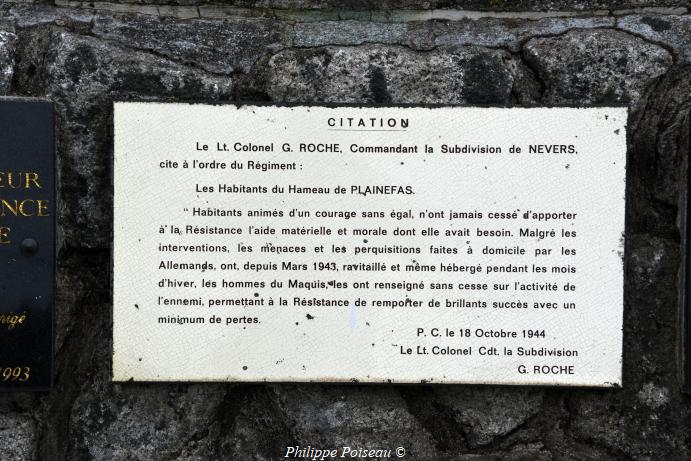 CITATION
Le Lt. Colonel G. ROCHE, Commandant la Subdivision de NEVERS,
cite à l'ordre du Régiment :
Les Habitants du Hameau de PLAINEFAS.
" Habitants animés d'un courage sans égal, n'ont jamais cessé d'apporter
à la Résistance l'aide matérielle et morale dont elle avait besoin. Malgré les
interventions, les menaces et les perquisitions faites à domicile par les
Allemands, ont, depuis Mars 1943, ravitaillé et même hébergé pendant les mois
d'hiver, les hommes du Maquis, les ont renseigné sans cesse sur l'activité de
l'ennemi, permettant à la Résistance de remporter de brillants succès avec un
minimum de pertes.
P. C. le 18 Octobre 1944
Le Lt. Colonel Cdt. la Subdivision
G. ROCHE
EUR
NCE
E
rigé
1993
Philippe Poiseau ©